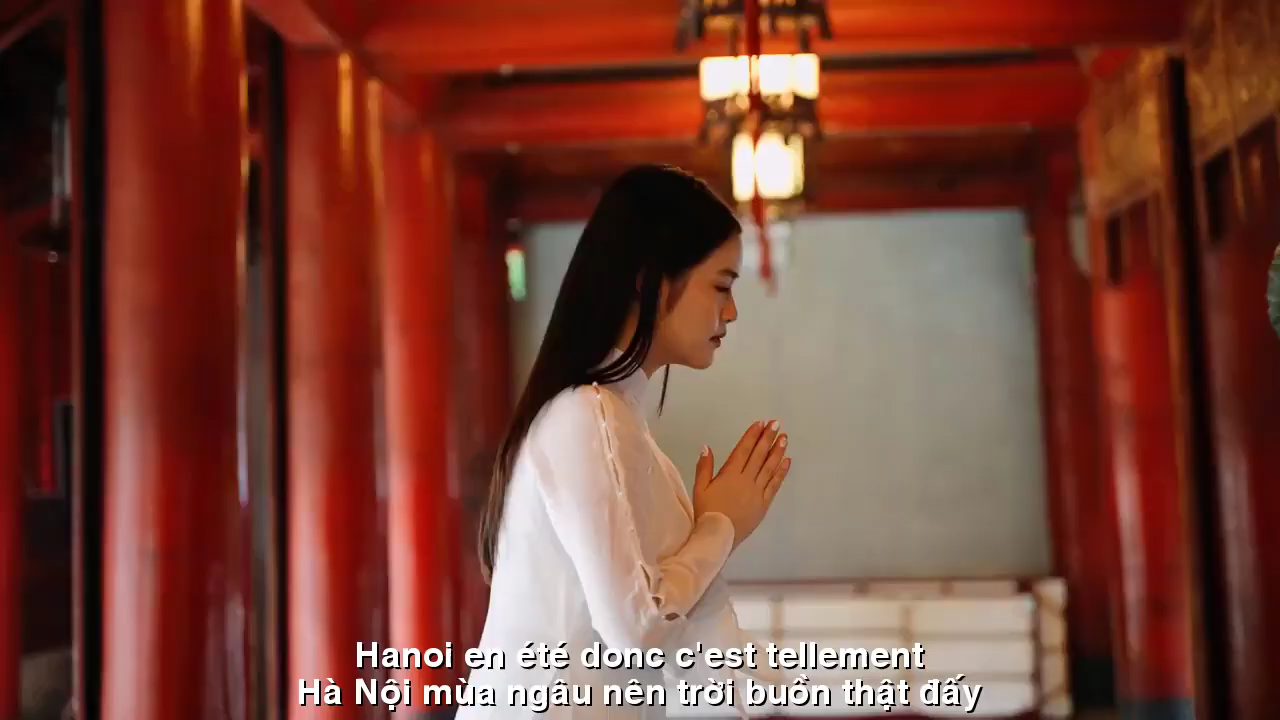 Hanoi en été donc c'est tellement
Hà Nội mùa ngâu nên trời buồn thật đấy